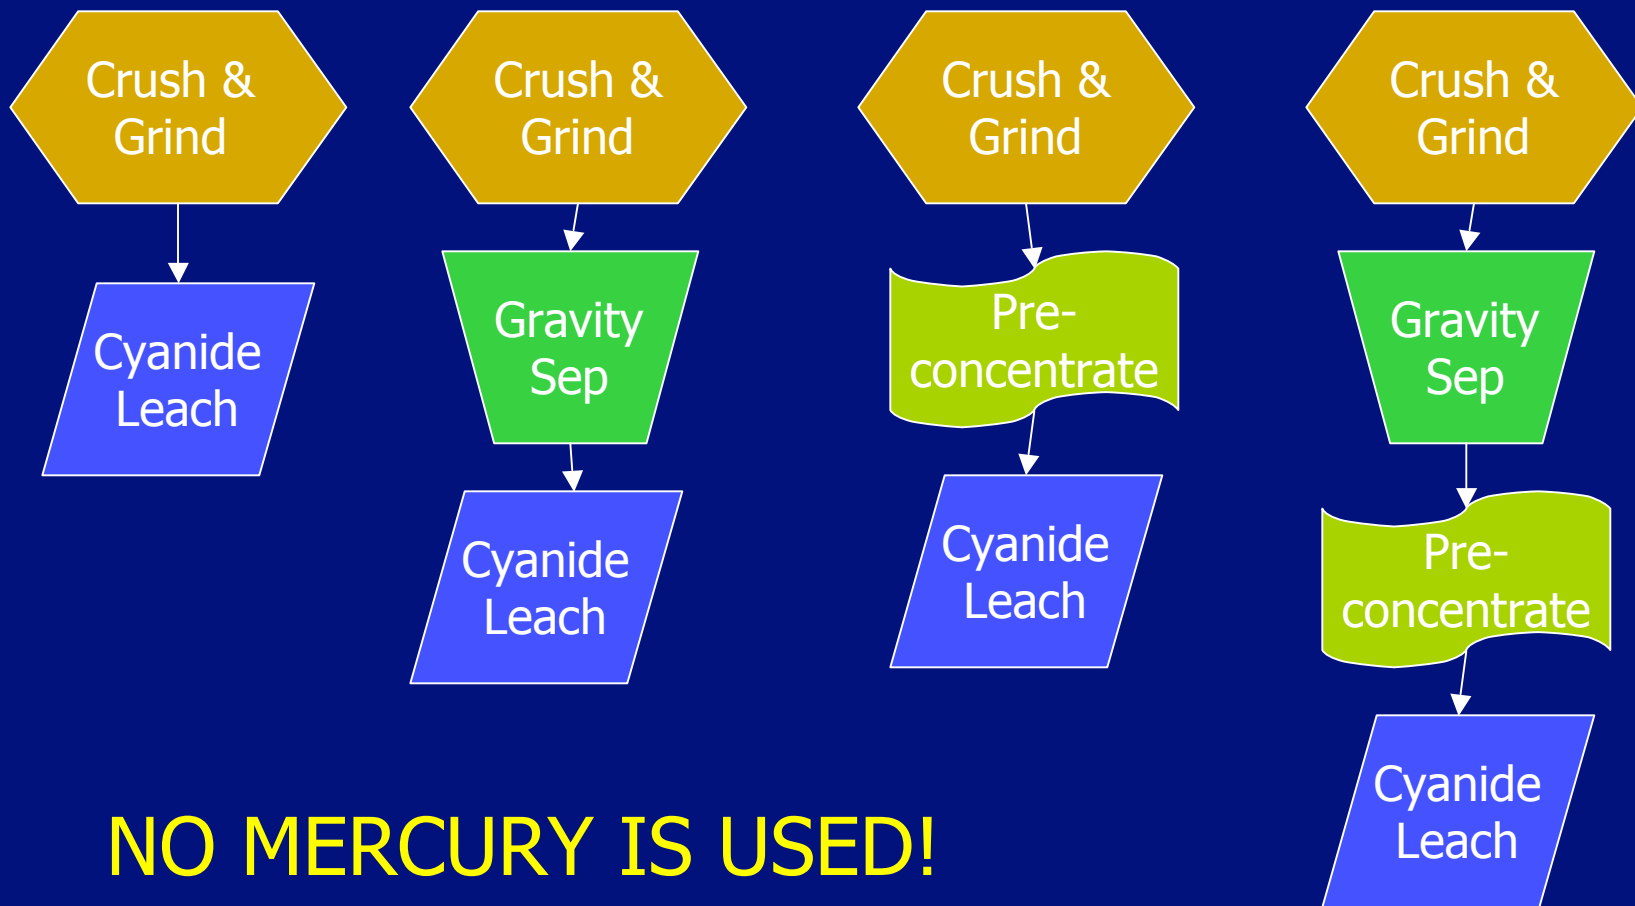 Crush &
Grind
Cyanide
Leach
Crush &
Grind
Gravity
Sep
Cyanide
Leach
Crush &
Grind
Pre-
concentrate
Cyanide
Leach
Crush &
Grind
Gravity
Sep
Pre-
concentrate
Cyanide
Leach
NO MERCURY IS USED!